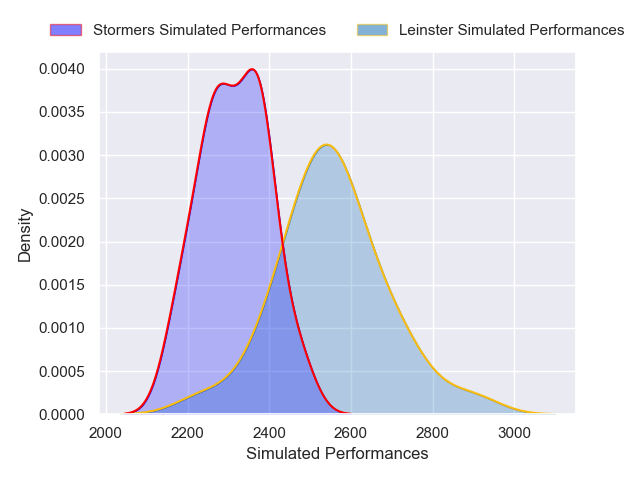 Stormers Simulated Performances Leinster Simulated Performances
0.0040
0.0035
0.0030
0.0025
0.0020
0.0015
0.0010
0.0005
0.0000
Density
2000 2200 2400 2600 2800 3000
Simulated Performances